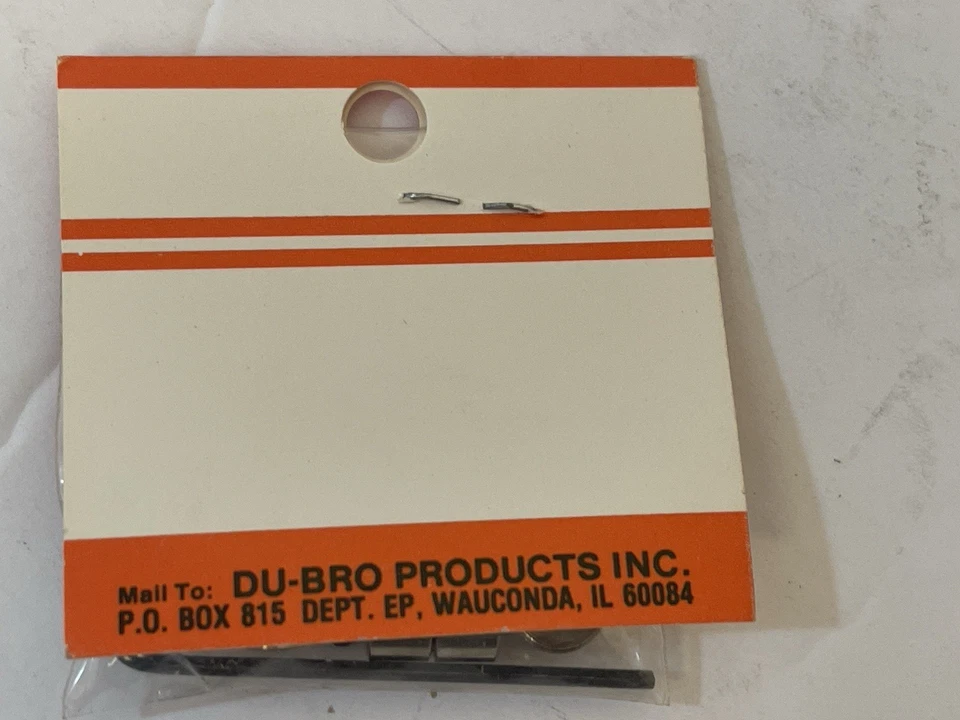 Mail To: DU-BRO PRODUCTS INC.
P.O. BOX 815 DEPT. EP, WAUCONDA, IL 60084